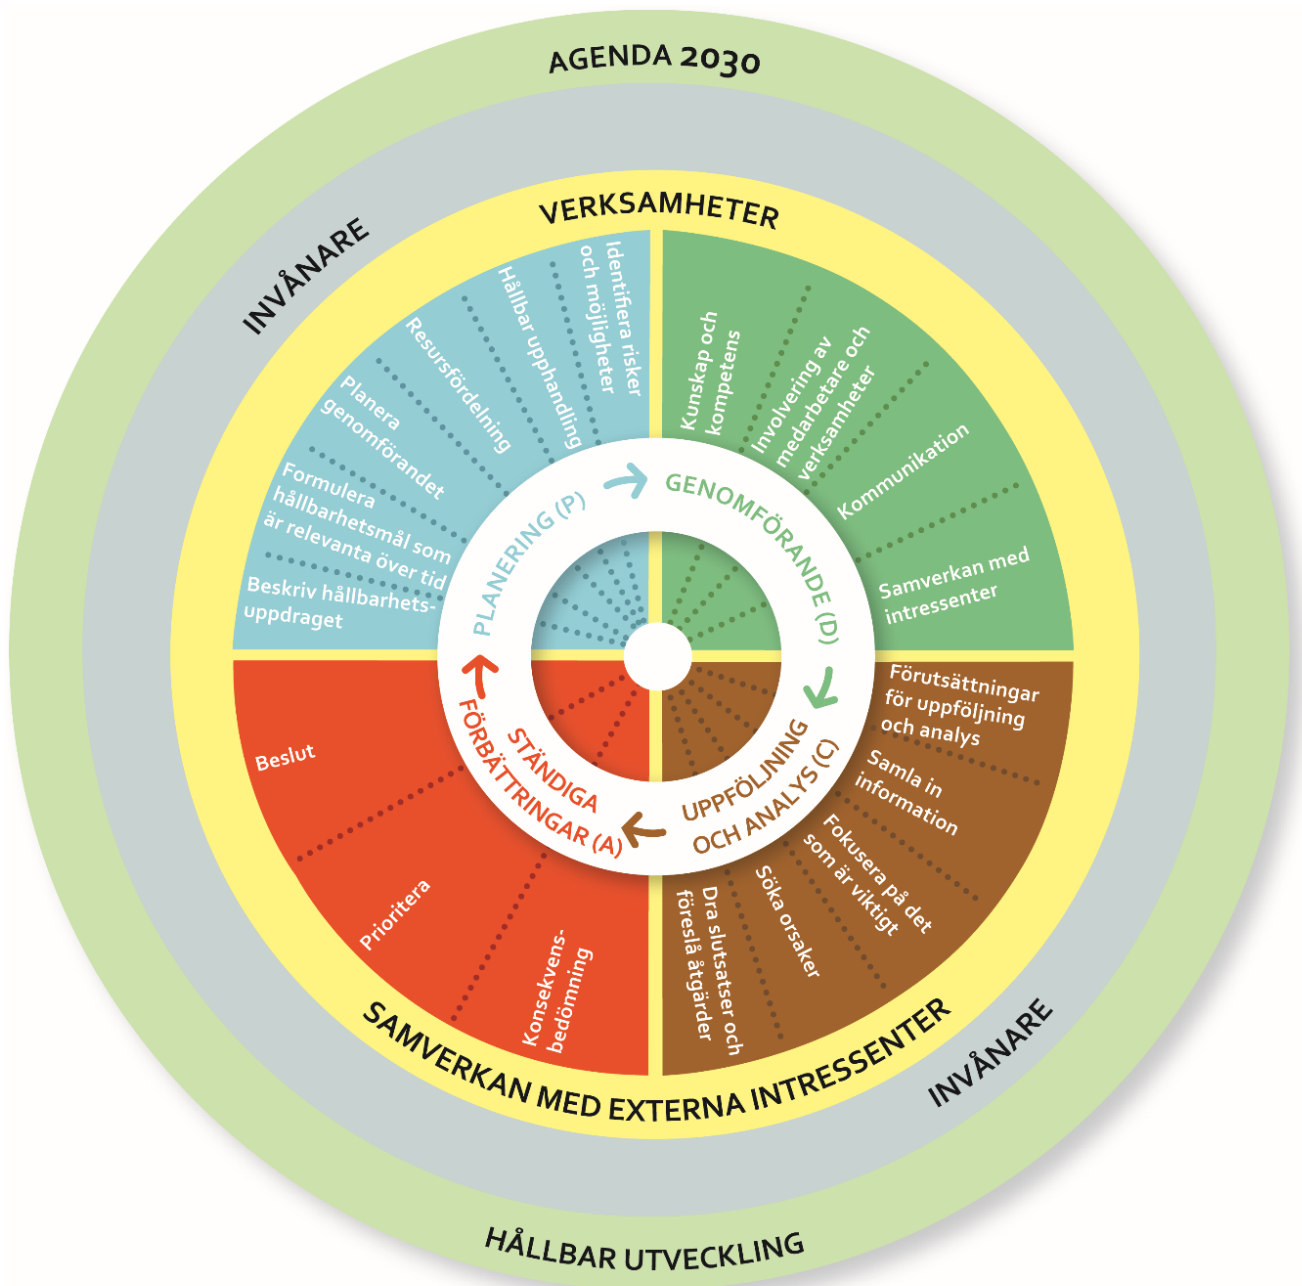 AGENDA 2030
INVÅNARE
VERKSAMHETER
PLANERING (P)
Beskriv hållbarhets-
uppdraget
Formulera
hållbarhetsmål som
är relevanta över tid
Planera
genomförandet
Resursfördelning
Hållbar upphandling
Identifiera risker
och möjligheter
GENOMFÖRANDE (D)
Kunskap och
kompetens
Involvering av
medarbetare och
verksamheter
Kommunikation
Samverkan med
intressenter
UPPFÖLJNING
OCH ANALYS (C)
Förutsättningar
för uppföljning
och analys
Samla in
information
Fokusera på det
som är viktigt
Söka orsaker
Dra slutsatser och
föreslå åtgärder
STÄNDIGA
FÖRBÄTTRINGAR (A)
Konsekvens-
bedömning
Prioritera
Beslut
SAMVERKAN MED EXTERNA INTRESSENTER
INVÅNARE
HÅLLBAR UTVECKLING